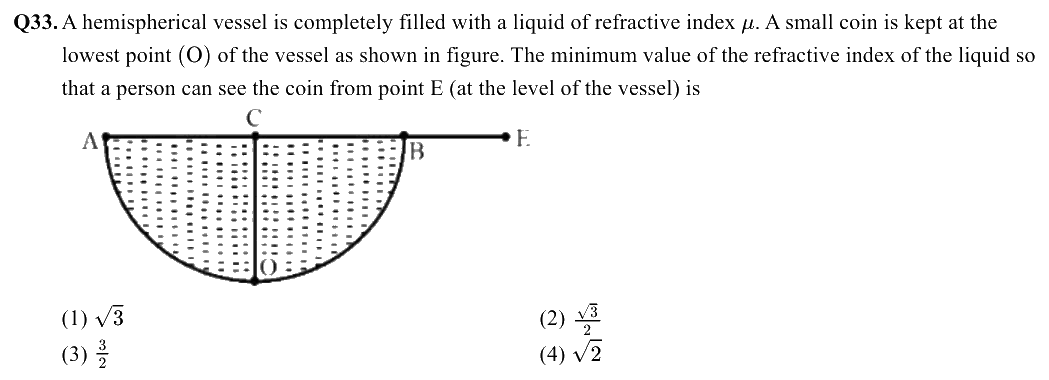 Q33. A hemispherical vessel is completely filled with a liquid of refractive index μ. A small coin is kept at the
lowest point (O) of the vessel as shown in figure. The minimum value of the refractive index of the liquid so
that a person can see the coin from point E (at the level of the vessel) is
C
A
B
E
O
(1) √3
(2) √3/2
(3) 3/2
(4) √2